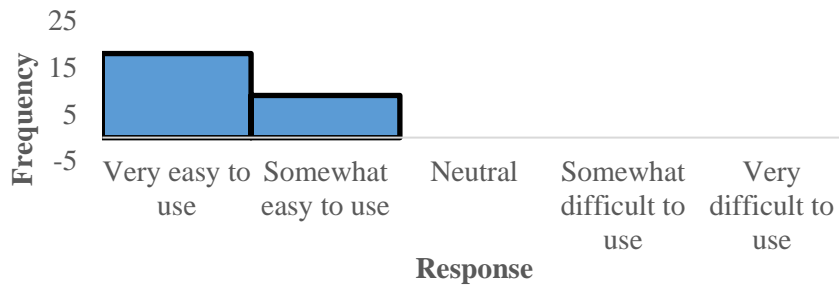 25
15
5
-5
Frequency
Very easy to use
Somewhat easy to use
Neutral
Somewhat difficult to use
Very difficult to use
Response